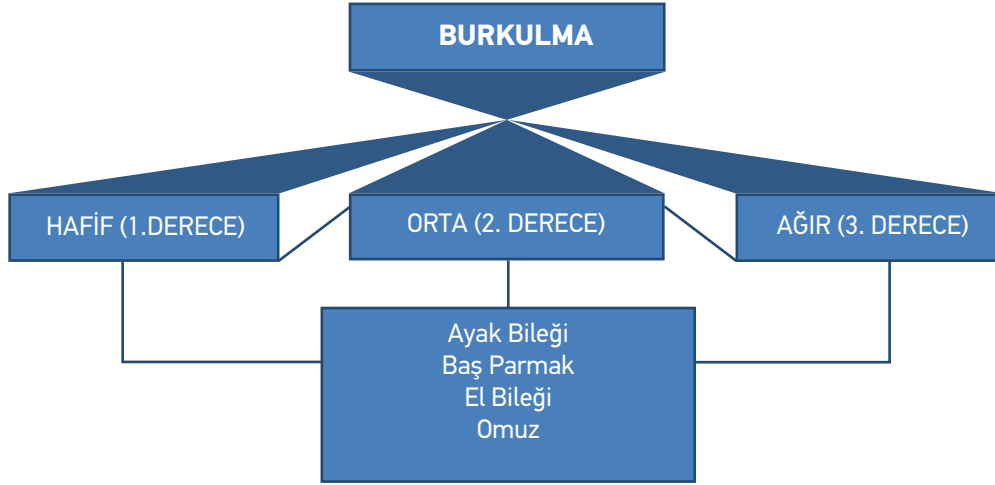 BURKULMA
HAFİF (1.DERECE)
ORTA (2. DERECE)
AĞIR (3. DERECE)
Ayak Bileği
Baş Parmak
El Bileği
Omuz